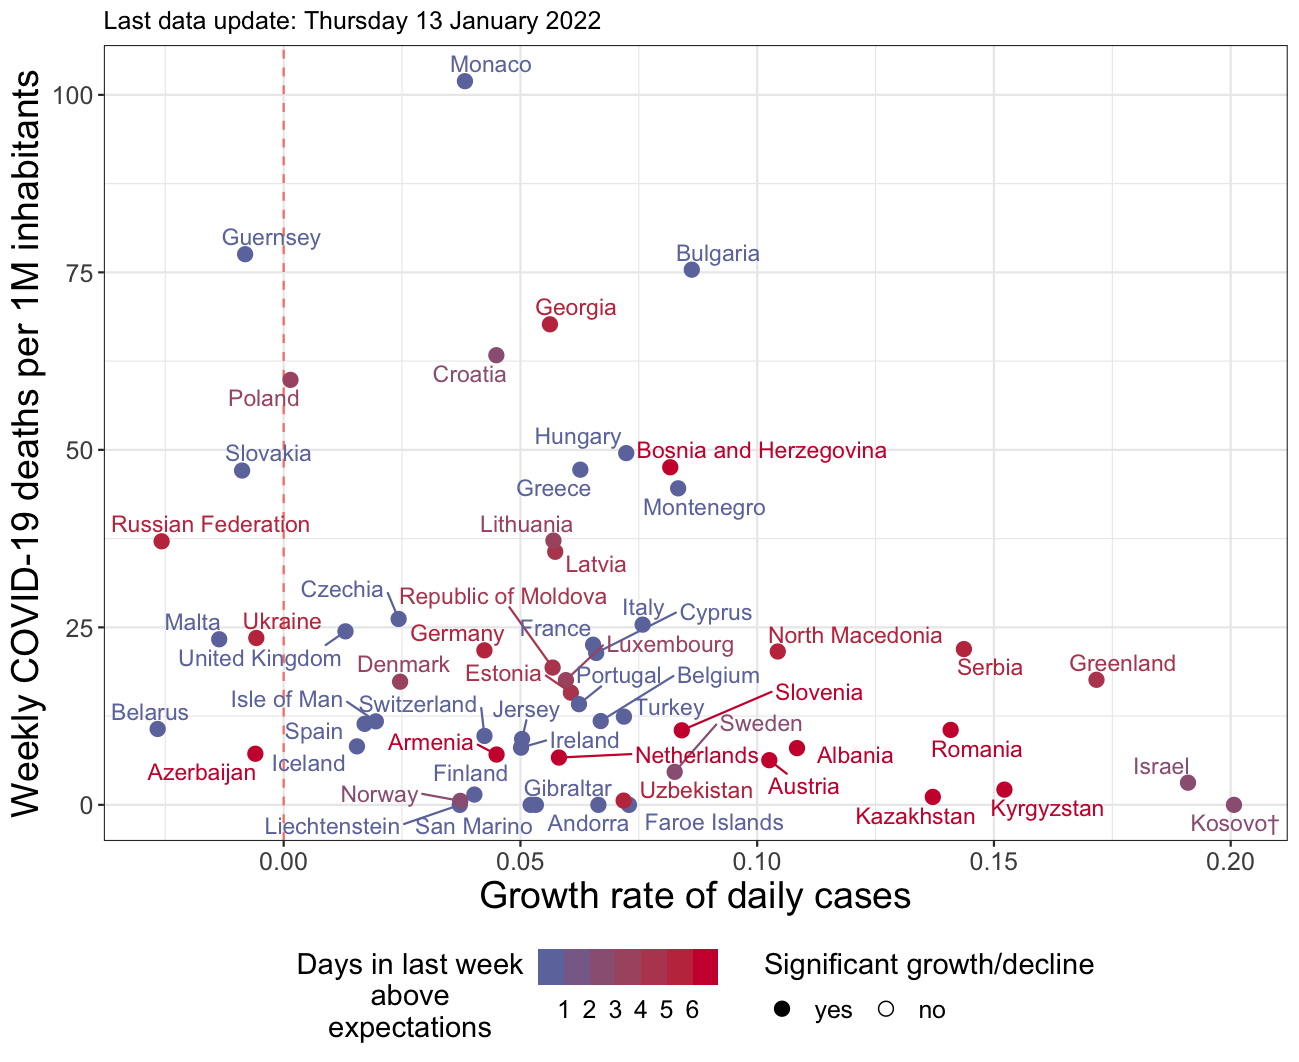 Last data update: Thursday 13 January 2022
Weekly COVID-19 deaths per 1M inhabitants
100
75
50
25
0
Monaco
Guernsey
Bulgaria
Georgia
Croatia
Poland
Hungary
Slovakia
Bosnia and Herzegovina
Greece
Montenegro
Russian Federation
Lithuania
Latvia
Czechia
Republic of Moldova
Italy
Cyprus
Malta
Ukraine
France
Germany
North Macedonia
Luxembourg
United Kingdom
Denmark
Serbia
Greenland
Estonia
Portugal
Belgium
Slovenia
Isle of Man
Switzerland
Jersey
Turkey
Belarus
Sweden
Spain
Armenia
Ireland
Romania
Netherlands
Albania
Iceland
Azerbaijan
Finland
Israel
Norway
Gibraltar
Uzbekistan
Austria
Kyrgyzstan
Kazakhstan
Liechtenstein
San Marino
Andorra
Faroe Islands
Kosovo†
0.00
0.05
0.10
0.15
0.20
Growth rate of daily cases
Days in last week
above
expectations
1 2 3 4 5 6
Significant growth/decline
yes
no